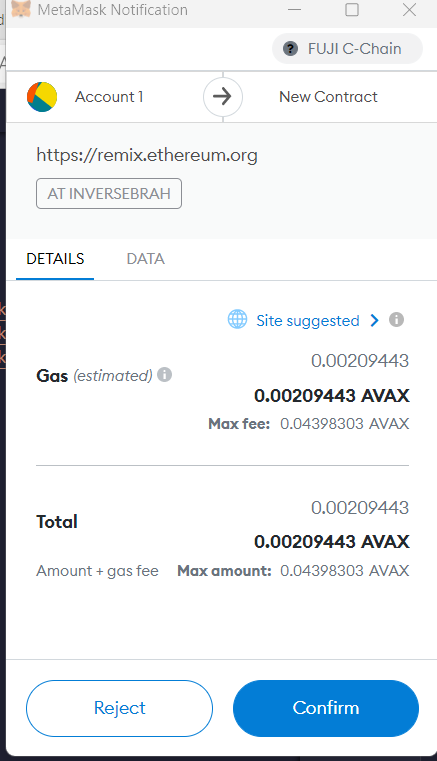 MetaMask Notification
? FUJI C-Chain
Account 1 New Contract
https://remix.ethereum.org
AT INVERSEBRAH
DETAILS DATA
Site suggested
0.00209443
Gas (estimated)
0.00209443 AVAX
Max fee: 0.04398303 AVAX
0.00209443
Total
0.00209443 AVAX
Amount + gas fee Max amount: 0.04398303 AVAX
Reject Confirm